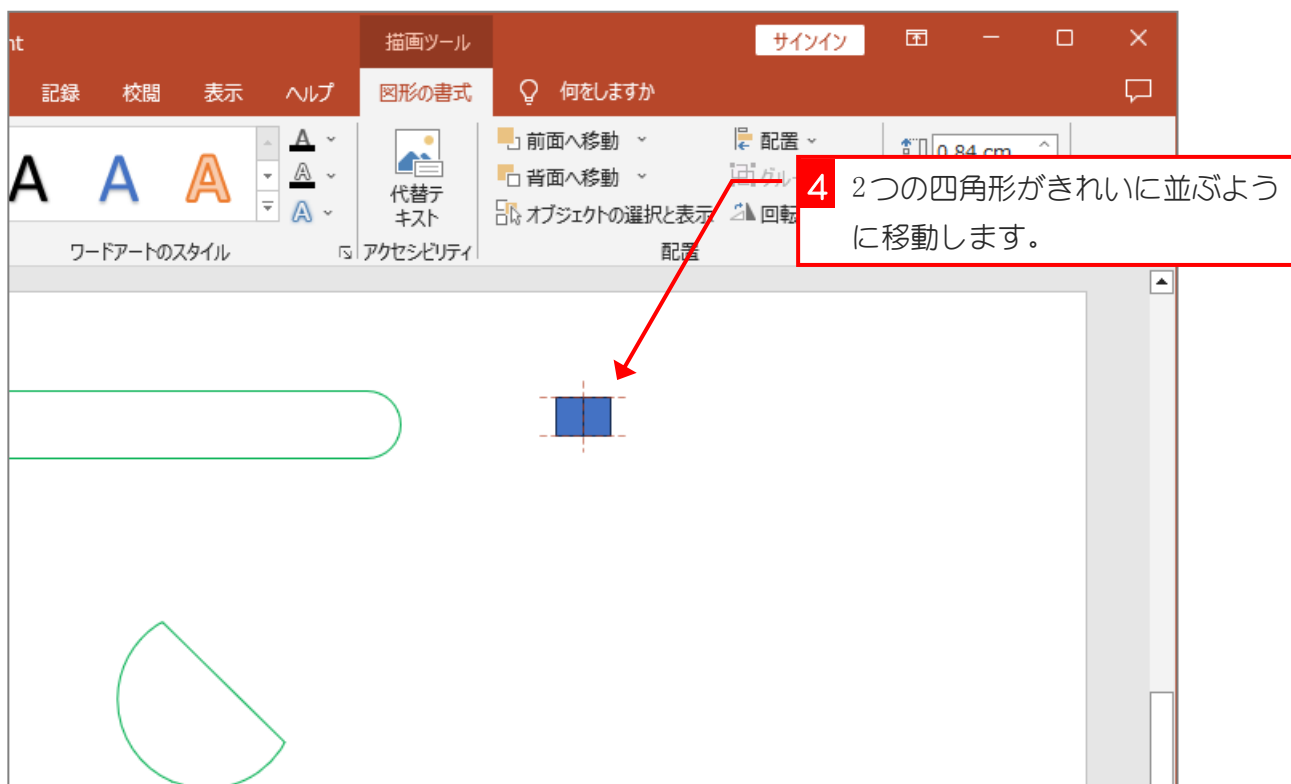 nt
描画ツール
サインイン
記録 校閲 表示 ヘルプ 図形の書式 何をしますか
A A A
A
A
A
代替テ
キスト
前面へ移動
背面へ移動
オブジェクトの選択と表示
配置
グルー
回転
0.84 cm
ワードアートのスタイル
アクセシビリティ
配置
4 2つの四角形がきれいに並ぶよう
に移動します。